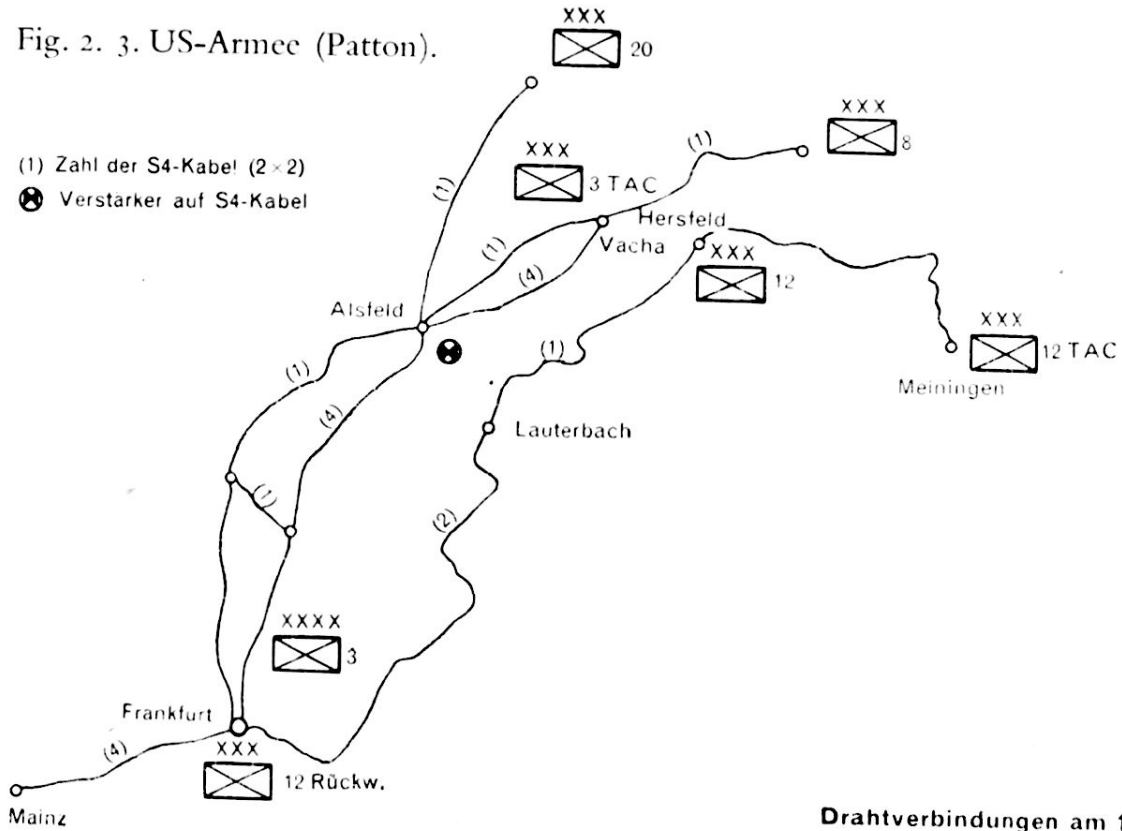 Fig. 2. 3. US-Armee (Patton).
XXX
20
(1) Zahl der S4-Kabel (2×2)
Verstärker auf S4-Kabel
XXX
8
(1)
XXX
3 TAC
(1)
Hersfeld
Vacha
(1)
(4)
XXX
12
Alsfeld
XXX
12 TAC
Meiningen
(1)
(1)
(4)
Lauterbach
(1)
(2)
XXXX
3
Frankfurt
(4)
XXX
12 Rückw.
Mainz
Drahtverbindungen am